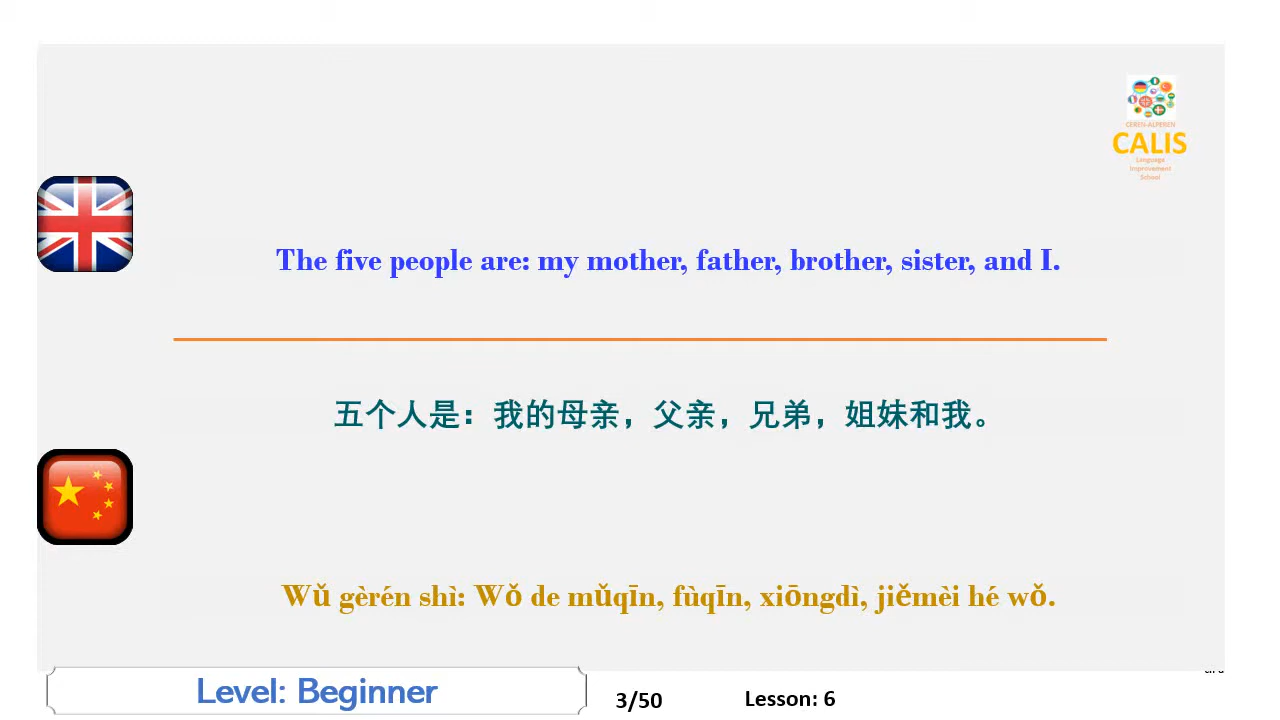 CEREN-ALPEREN
CALIS
Language
Improvement
School
The five people are: my mother, father, brother, sister, and I.
五个人是：我的母亲，父亲，兄弟，姐妹和我。
Wǔ gèrén shì: Wǒ de mǔqīn, fùqīn, xiōngdì, jiěmèi hé wǒ.
Level: Beginner
3/50
Lesson: 6